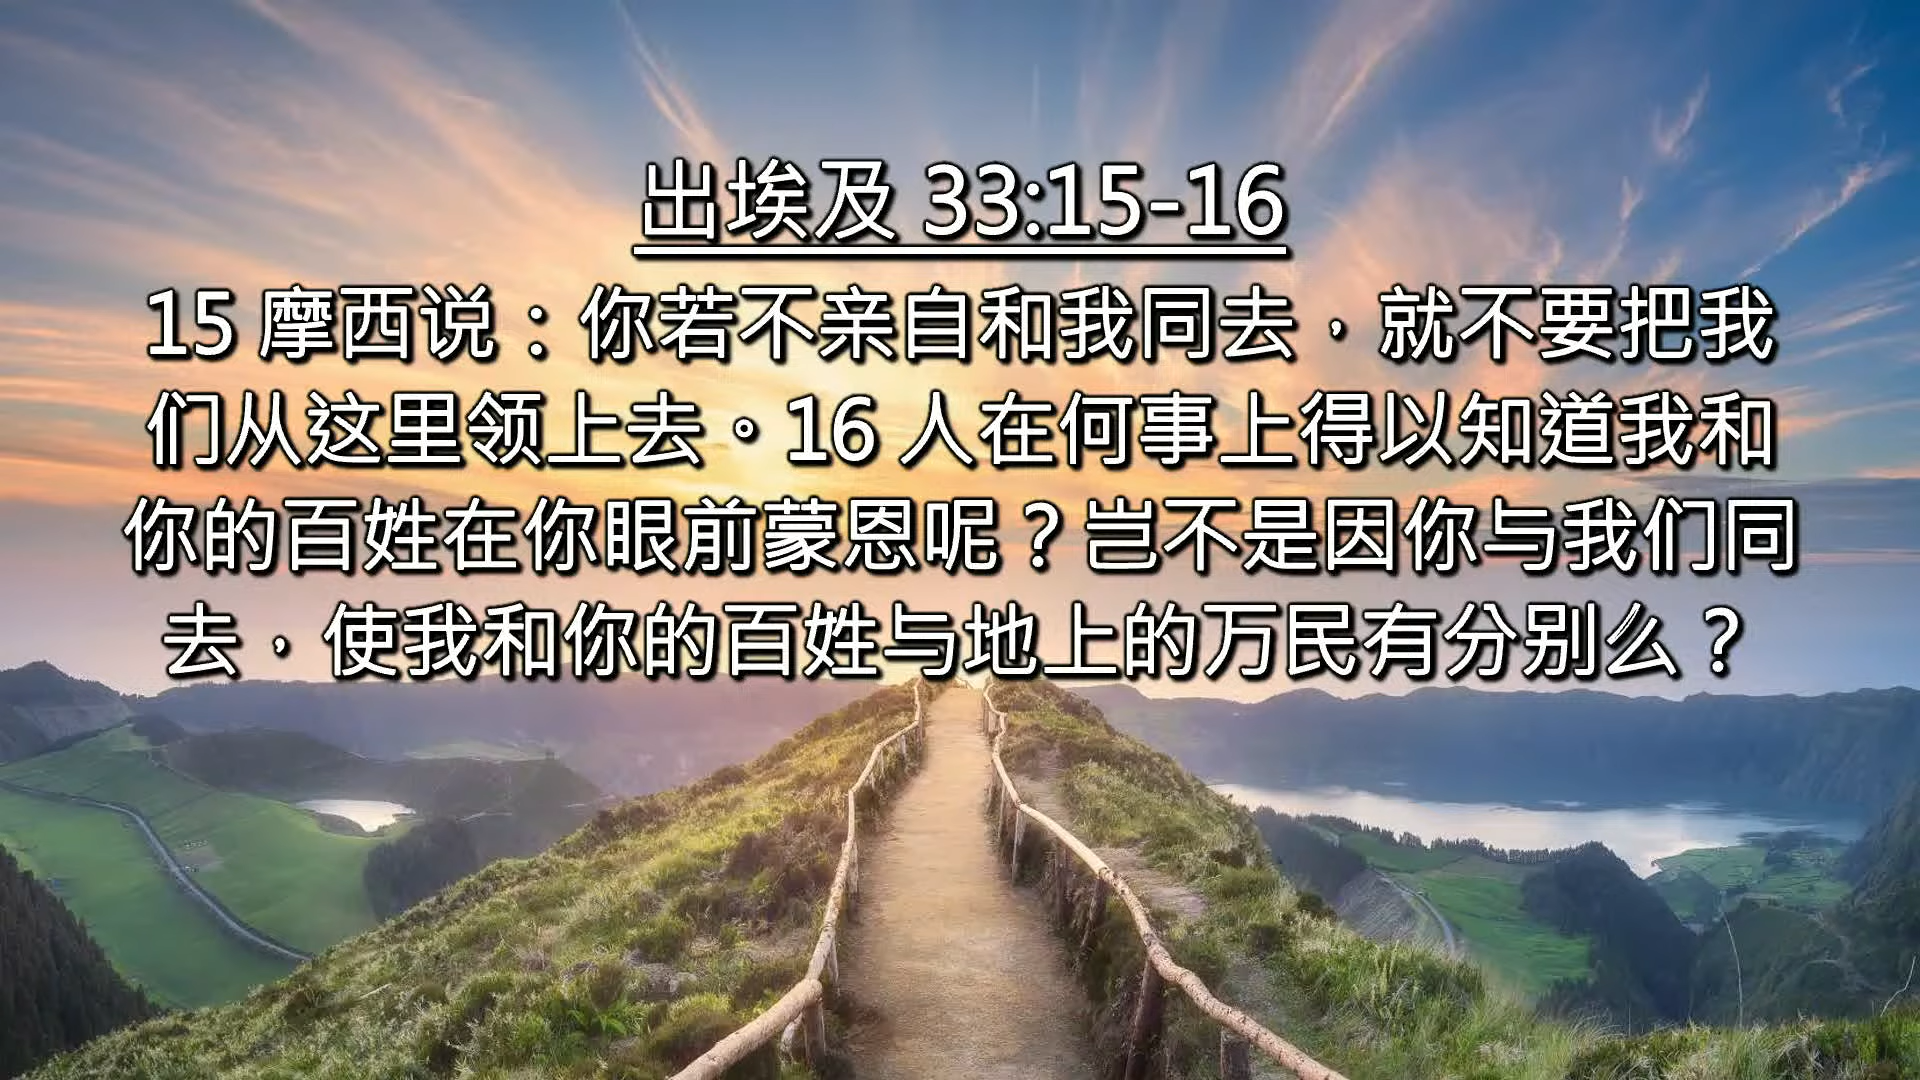 出埃及 33:15-16
15 摩西说：你若不亲自和我同去，就不要把我
们从这里领上去。16 人在何事上得以知道我和
你的百姓在你眼前蒙恩呢？岂不是因你与我们同
去，使我和你的百姓与地上的万民有分别么？